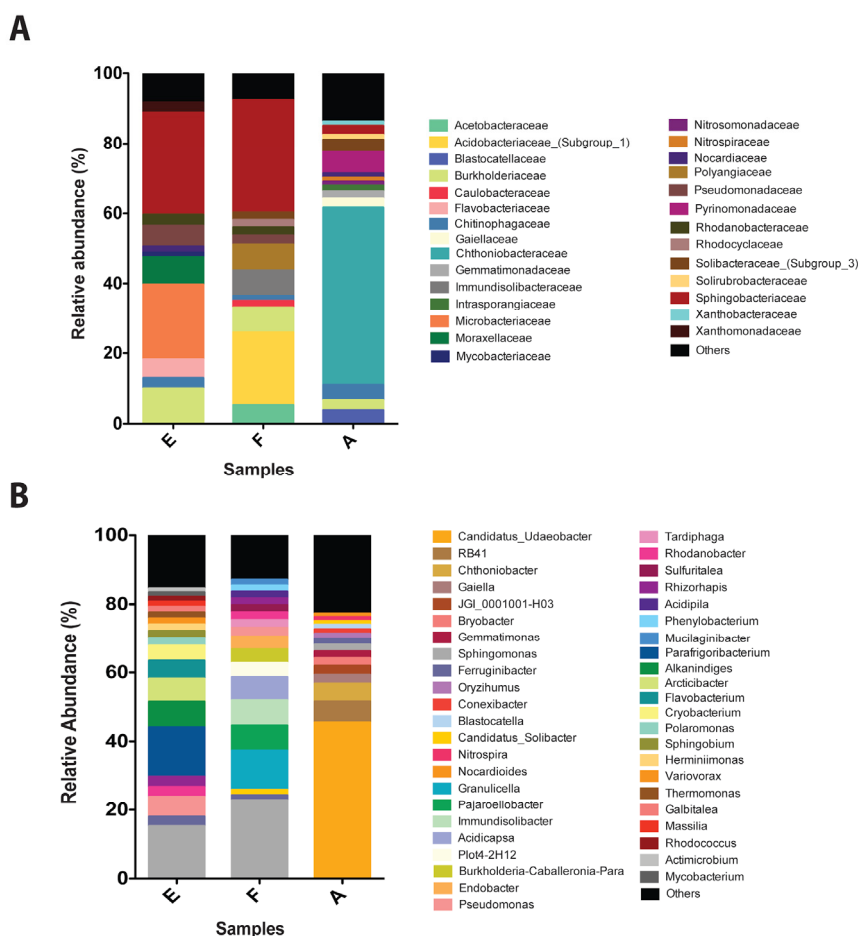 A
100
80
60
40
20
0
Relative abundance (%)
E
F
A
Samples
Acetobacteraceae
Acidobacteriaceae_(Subgroup_1)
Blastocatellaceae
Burkholderiaceae
Caulobacteraceae
Flavobacteriaceae
Chitinophagaceae
Gaiellaceae
Chthoniobacteraceae
Gemmatimonadaceae
Immundisolibacteraceae
Intrasporangiaceae
Microbacteriaceae
Moraxellaceae
Mycobacteriaceae
Nitrosomonadaceae
Nitrospiraceae
Nocardiaceae
Polyangiaceae
Pseudomonadaceae
Pyrinomonadaceae
Rhodanobacteraceae
Rhodocyclaceae
Solibacteraceae_(Subgroup_3)
Solirubrobacteraceae
Sphingobacteriaceae
Xanthobacteraceae
Xanthomonadaceae
Others
B
100
80
60
40
20
0
Relative Abundance (%)
E
F
A
Samples
Candidatus_Udaeobacter
RB41
Chthoniobacter
Gaiella
JGI_0001001-H03
Bryobacter
Gemmatimonas
Sphingomonas
Ferruginibacter
Oryzihumus
Conexibacter
Blastocatella
Candidatus_Solibacter
Nitrospira
Nocardioides
Granulicella
Pajaroellobacter
Immundisolibacter
Acidicapsa
Plot4-2H12
Burkholderia-Caballeronia-Para
Endobacter
Pseudomonas
Tardiphaga
Rhodanobacter
Sulfuritalea
Rhizorhapis
Acidipila
Phenylobacterium
Mucilaginibacter
Parafrigoribacterium
Alkanindiges
Arcticibacter
Flavobacterium
Cryobacterium
Polaromonas
Sphingobium
Herminiimonas
Variovorax
Thermomonas
Galbitalea
Massilia
Rhodococcus
Actimicrobium
Mycobacterium
Others